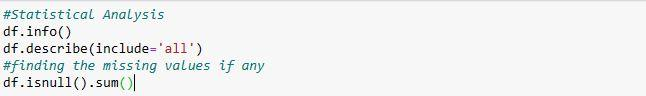 #Statistical Analysis
df.info()
df.describe(include='all')
#finding the missing values if any
df.isnull().sum()